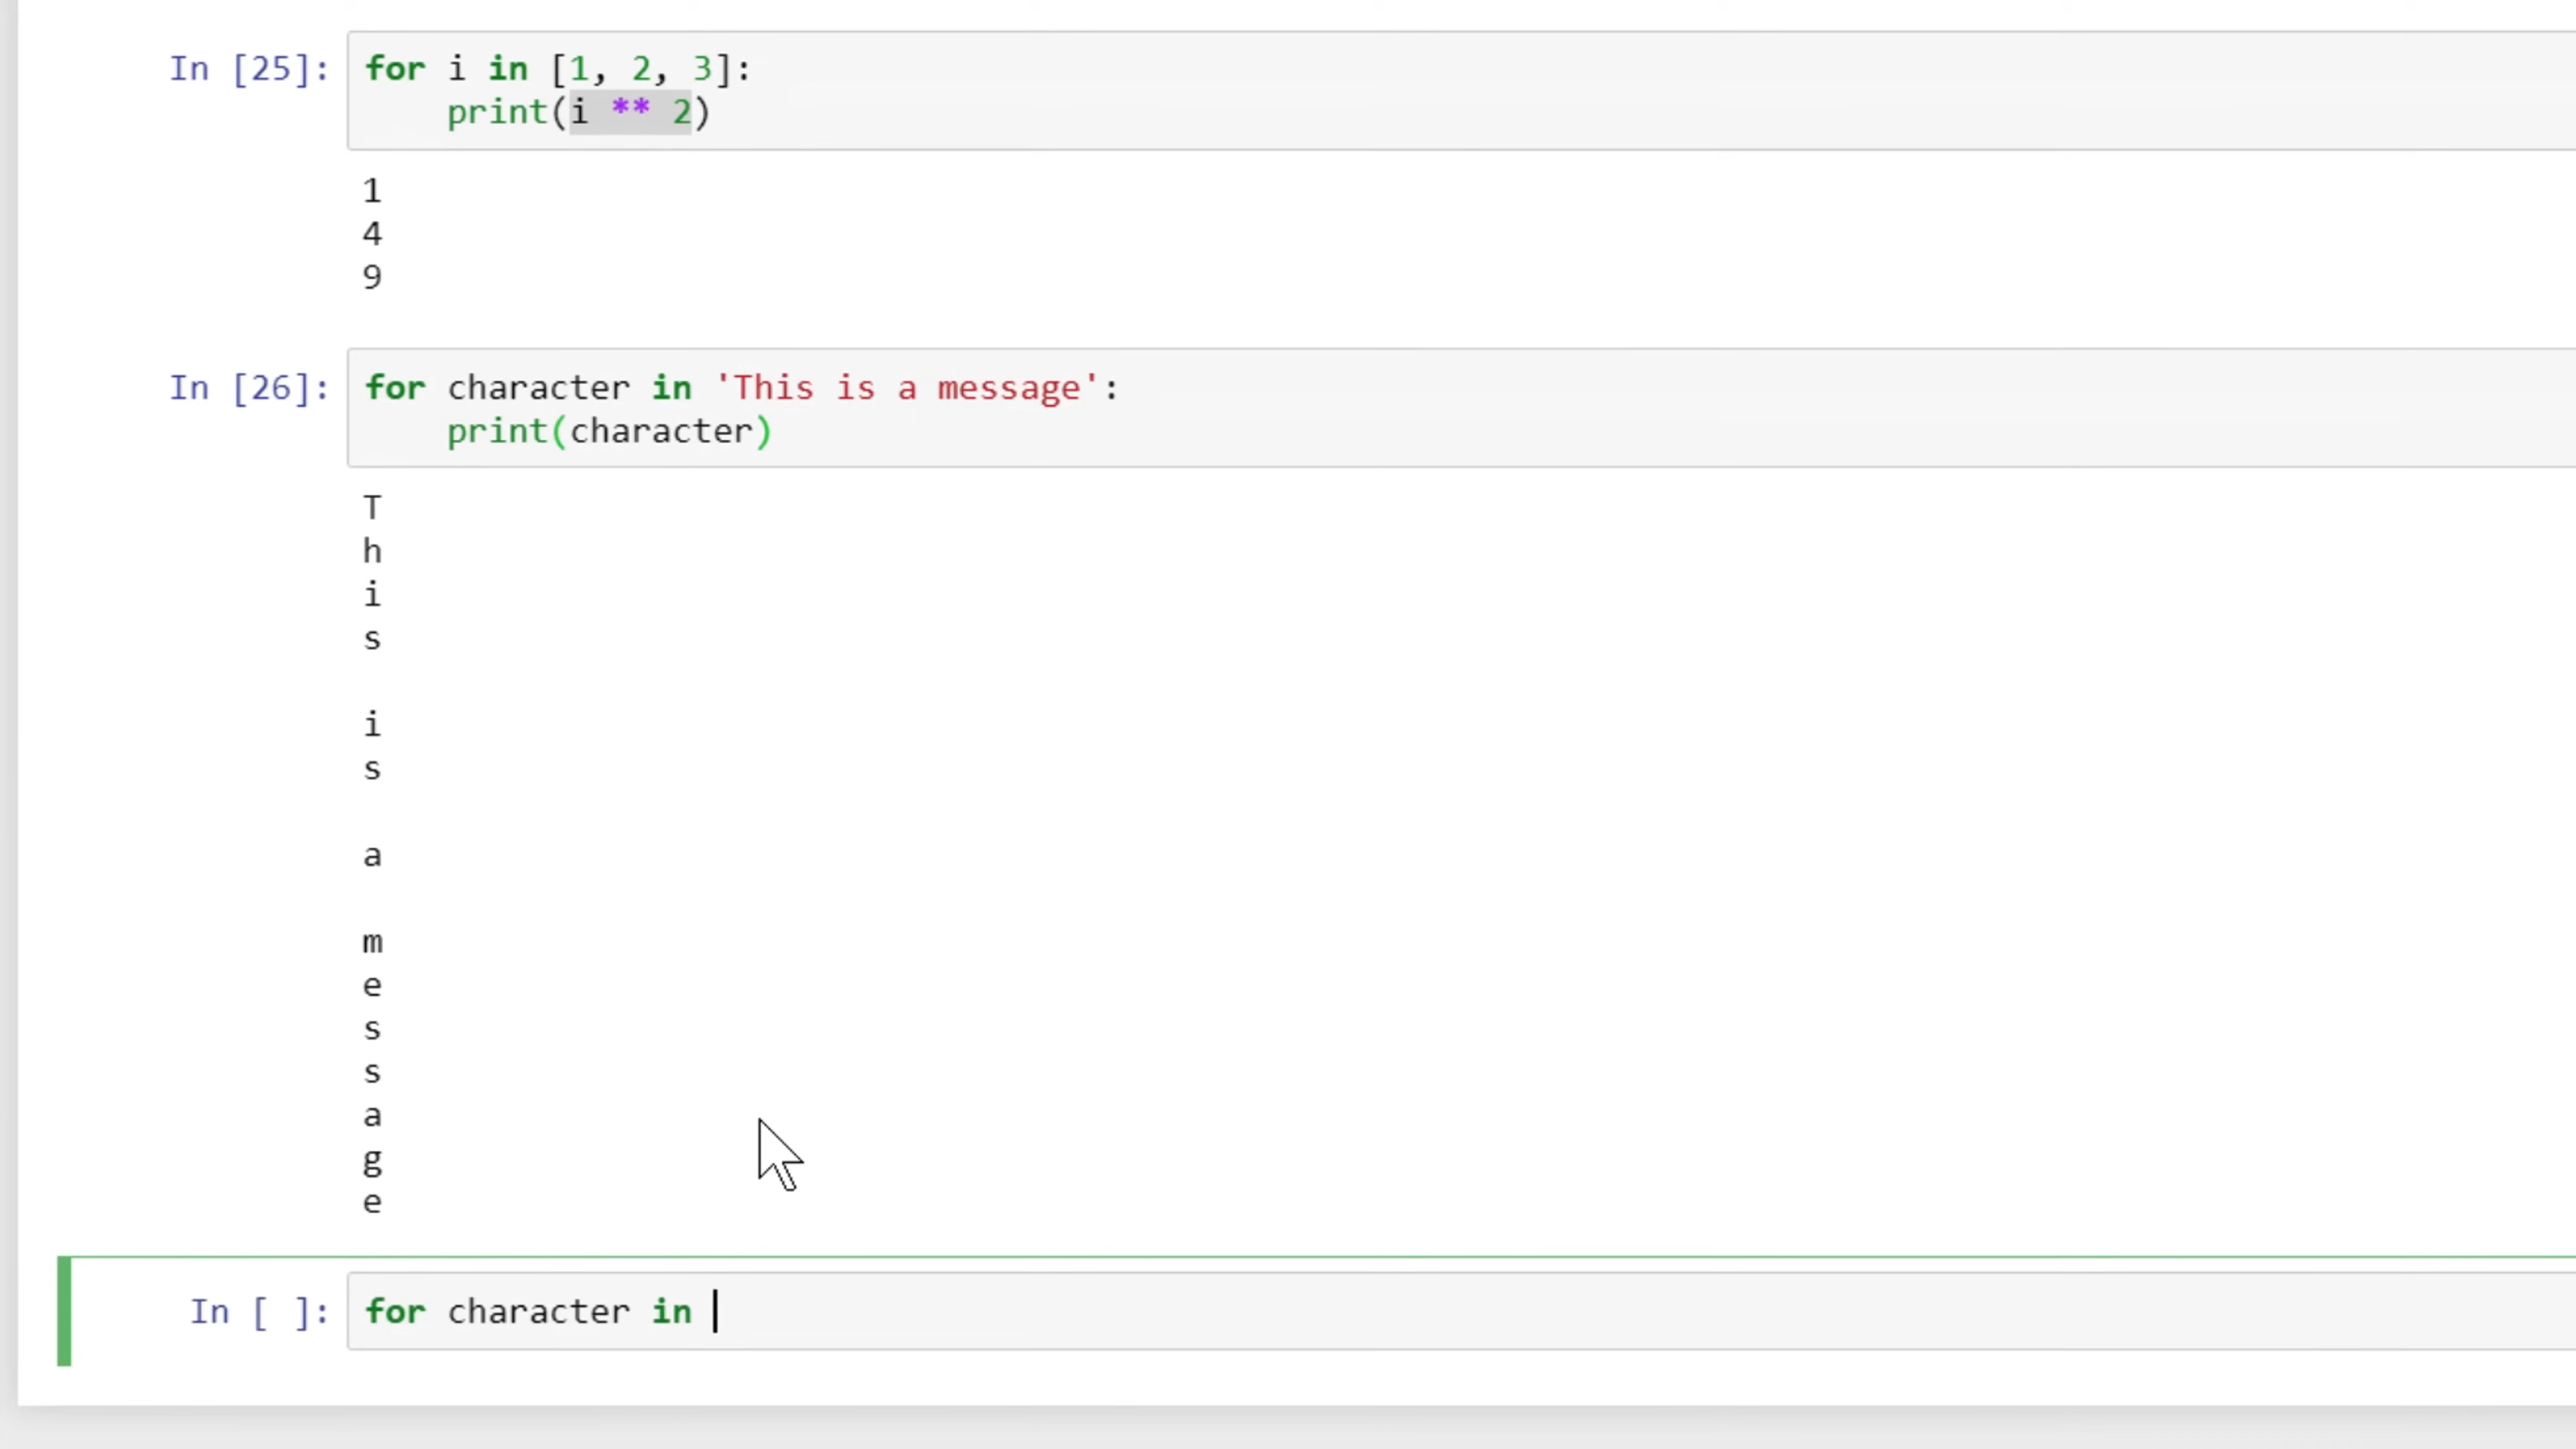 In [25]: for i in [1, 2, 3]:
print(i ** 2)
1
4
9
In [26]: for character in 'This is a message':
print(character)
T
h
i
s
i
s
a
m
e
s
s
a
g
e
In [ ]: for character in